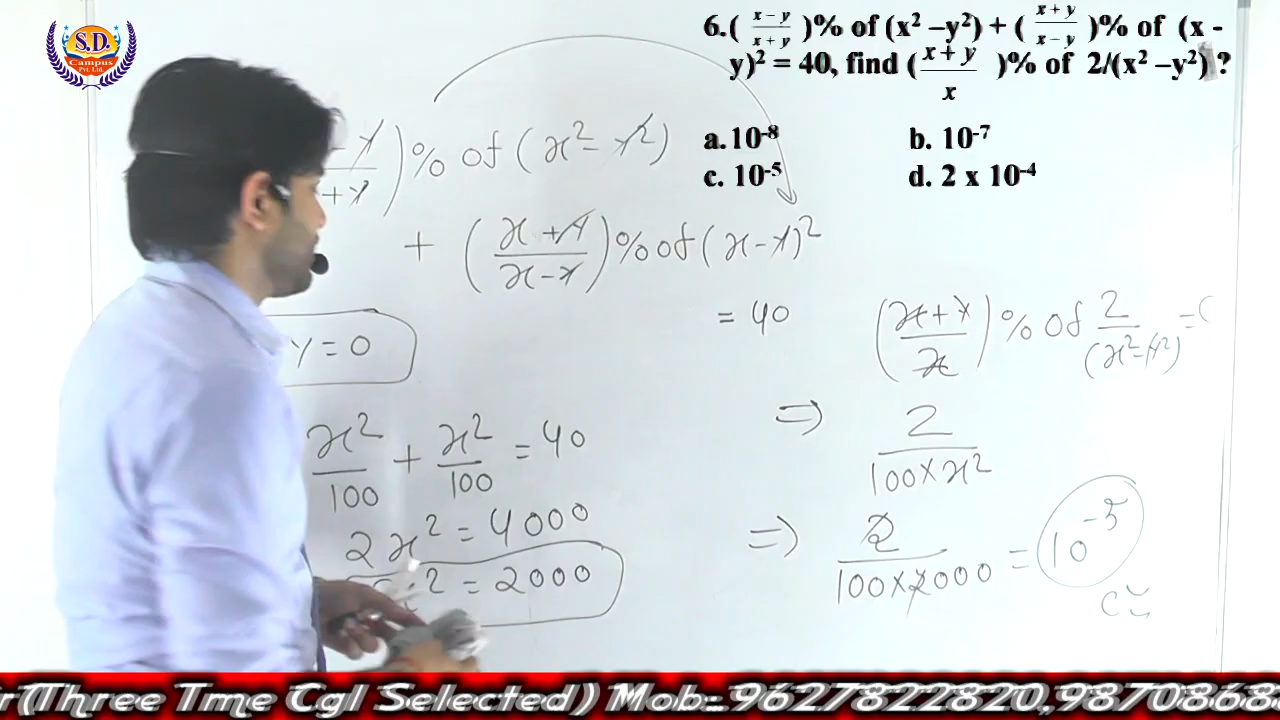 S.D.
Campus
Pvt. Ltd.
6.( x – y / x + y )% of (x² –y²) + ( x + y / x – y )% of (x -
y)² = 40, find ( x + y / x )% of 2/(x² –y²) ?
a. 10⁻⁸ b. 10⁻⁷
c. 10⁻⁵ d. 2 x 10⁻⁴
- y / + y )% of (x² - y²)
+ ( x + y / x - y )% of (x - y)²
= 40
y = 0
x²/100 + x²/100 = 40
2x² = 4000
x² = 2000
( x + y / x )% of 2/(x² - y²) =
⇒ 2/(100 × x²)
⇒ 2/(100 × 2000) = 10⁻⁵
c
r(Three Tme Cgl Selected) Mob:-9627822820,98708688